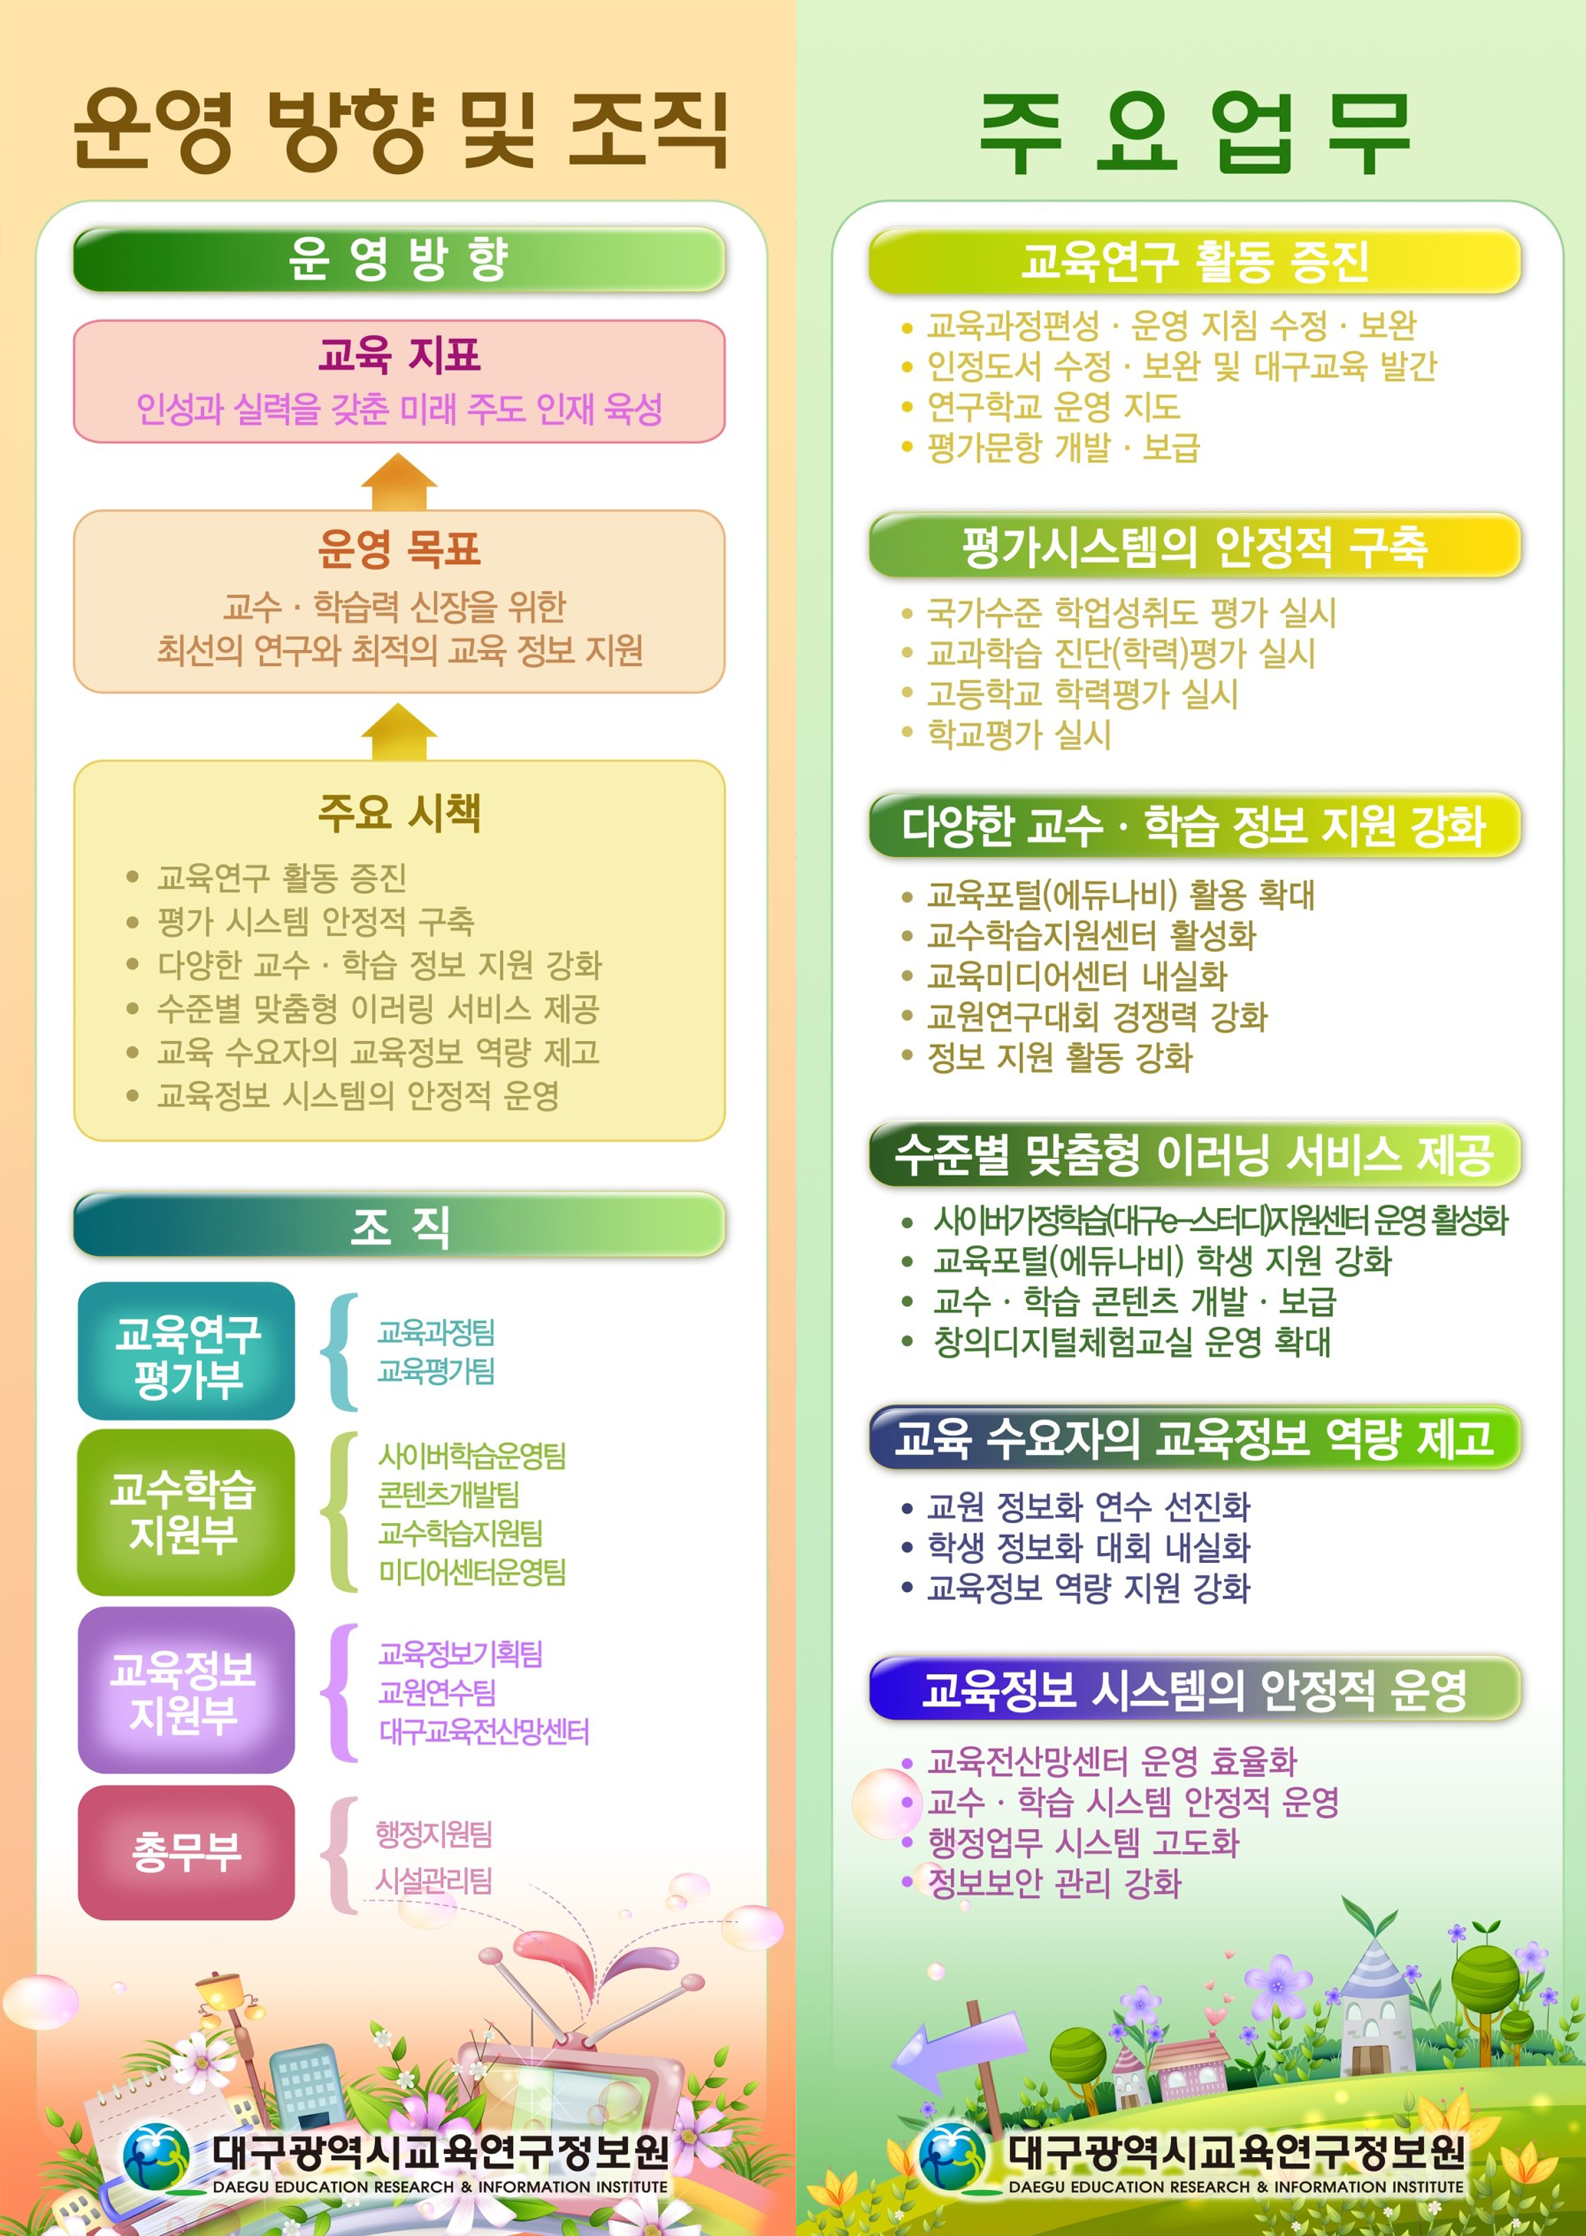 운영 방향 및 조직
운 영 방 향
교육 지표
인성과 실력을 갖춘 미래 주도 인재 육성
운영 목표
교수 · 학습력 신장을 위한
최선의 연구와 최적의 교육 정보 지원
주요 시책
• 교육연구 활동 증진
• 평가 시스템 안정적 구축
• 다양한 교수 · 학습 정보 지원 강화
• 수준별 맞춤형 이러링 서비스 제공
• 교육 수요자의 교육정보 역량 제고
• 교육정보 시스템의 안정적 운영
조 직
교육연구
평가부
교육과정팀
교육평가팀
교수학습
지원부
사이버학습운영팀
콘텐츠개발팀
교수학습지원팀
미디어센터운영팀
교육정보
지원부
교육정보기획팀
교원연수팀
대구교육전산망센터
총무부
행정지원팀
시설관리팀
대구광역시교육연구정보원
DAEGU EDUCATION RESEARCH & INFORMATION INSTITUTE
주 요 업 무
교육연구 활동 증진
• 교육과정편성 · 운영 지침 수정 · 보완
• 인정도서 수정 · 보완 및 대구교육 발간
• 연구학교 운영 지도
• 평가문항 개발 · 보급
평가시스템의 안정적 구축
• 국가수준 학업성취도 평가 실시
• 교과학습 진단(학력)평가 실시
• 고등학교 학력평가 실시
• 학교평가 실시
다양한 교수 · 학습 정보 지원 강화
• 교육포털(에듀나비) 활용 확대
• 교수학습지원센터 활성화
• 교육미디어센터 내실화
• 교원연구대회 경쟁력 강화
• 정보 지원 활동 강화
수준별 맞춤형 이러닝 서비스 제공
• 사이버가정학습(대구e-스터디)지원센터 운영 활성화
• 교육포털(에듀나비) 학생 지원 강화
• 교수 · 학습 콘텐츠 개발 · 보급
• 창의디지털체험교실 운영 확대
교육 수요자의 교육정보 역량 제고
• 교원 정보화 연수 선진화
• 학생 정보화 대회 내실화
• 교육정보 역량 지원 강화
교육정보 시스템의 안정적 운영
• 교육전산망센터 운영 효율화
• 교수 · 학습 시스템 안정적 운영
• 행정업무 시스템 고도화
• 정보보안 관리 강화
대구광역시교육연구정보원
DAEGU EDUCATION RESEARCH & INFORMATION INSTITUTE